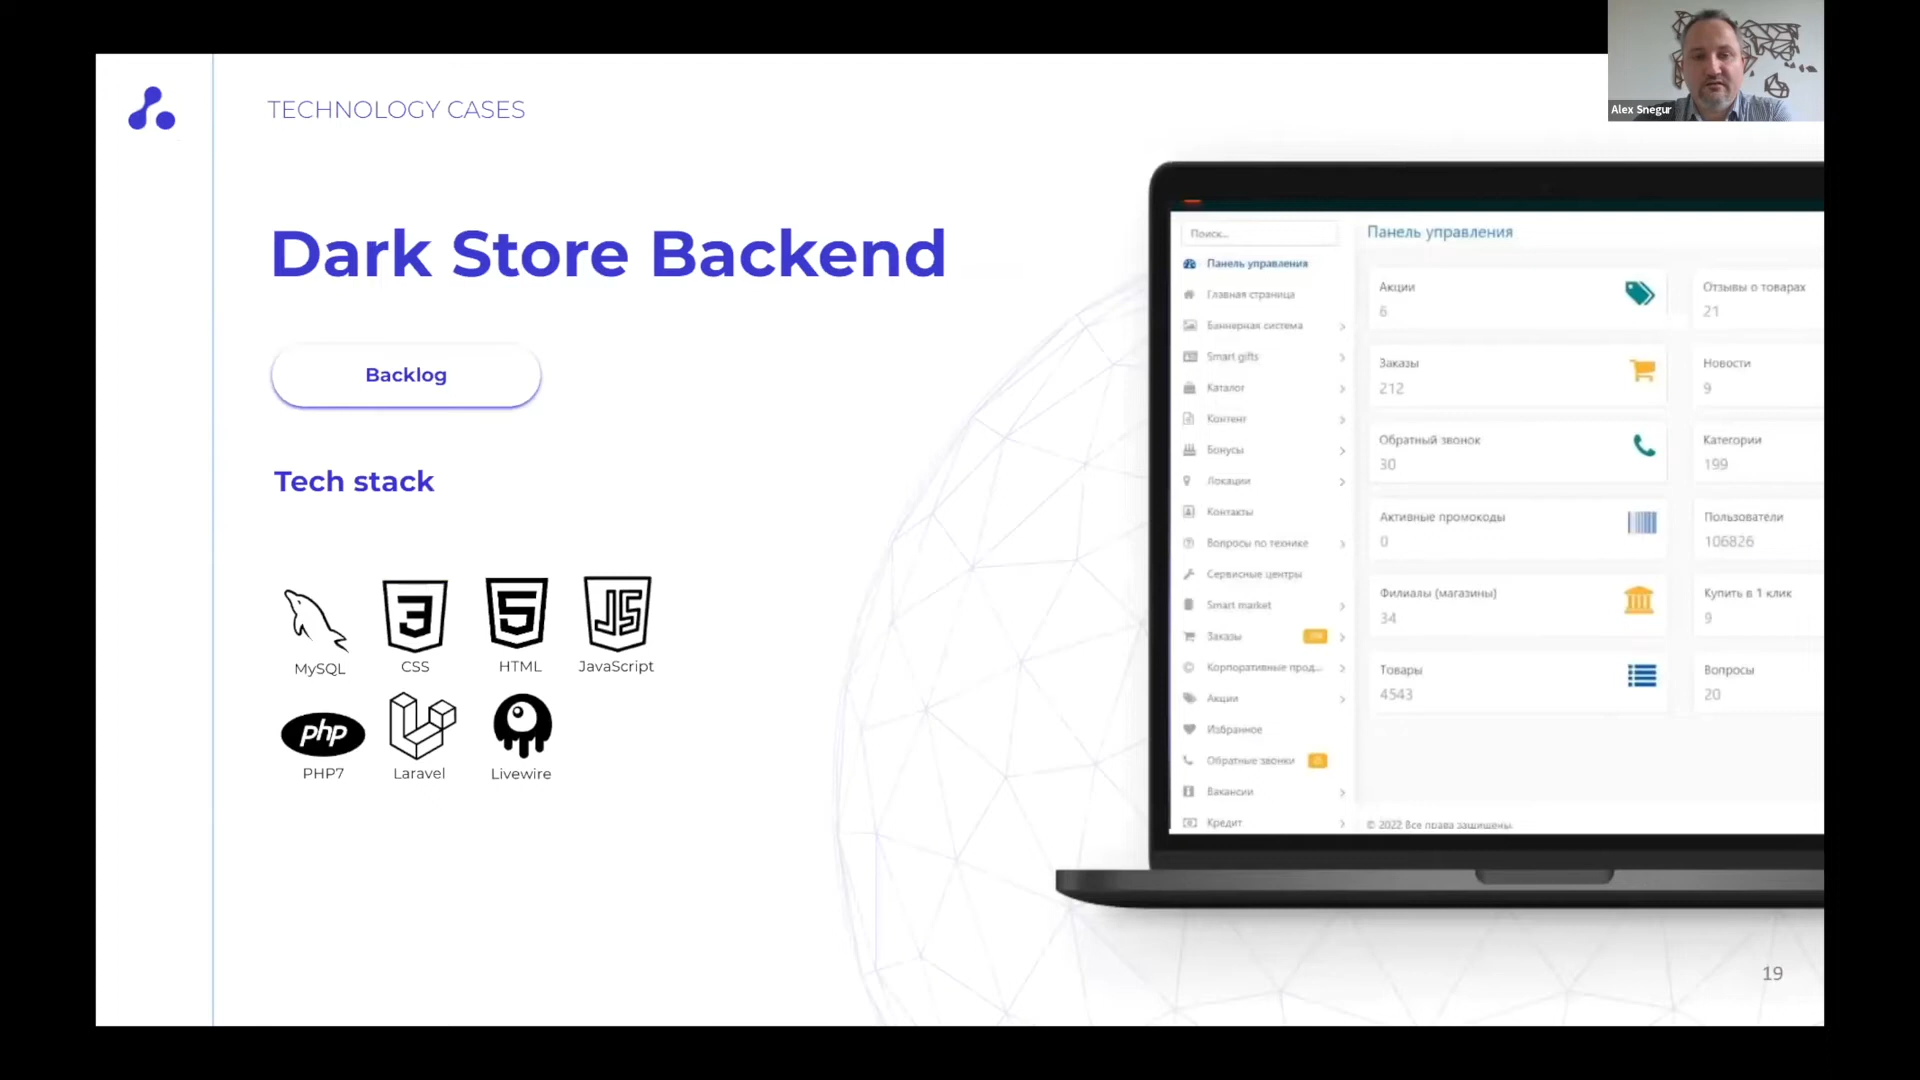 Alex Snegur
TECHNOLOGY CASES
Dark Store Backend
Backlog
Tech stack
MySQL
CSS
HTML
JavaScript
php
PHP7
Laravel
Livewire
Поиск...
Панель управления
Главная страница
Баннерная система
Smart gifts
Каталог
Контент
Бонусы
Локации
Контакты
Вопросы по технике
Сервисные центры
Smart market
Заказы
Корпоративные прод...
Акции
Избранное
Обратные звонки
Вакансии
Кредит
Панель управления
Акции
6
Отзывы о товарах
21
Заказы
212
Новости
9
Обратный звонок
30
Категории
199
Активные промокоды
0
Пользователи
106826
Филиалы (магазины)
34
Купить в 1 клик
9
Товары
4543
Вопросы
20
© 2022 Все права защищены.
19